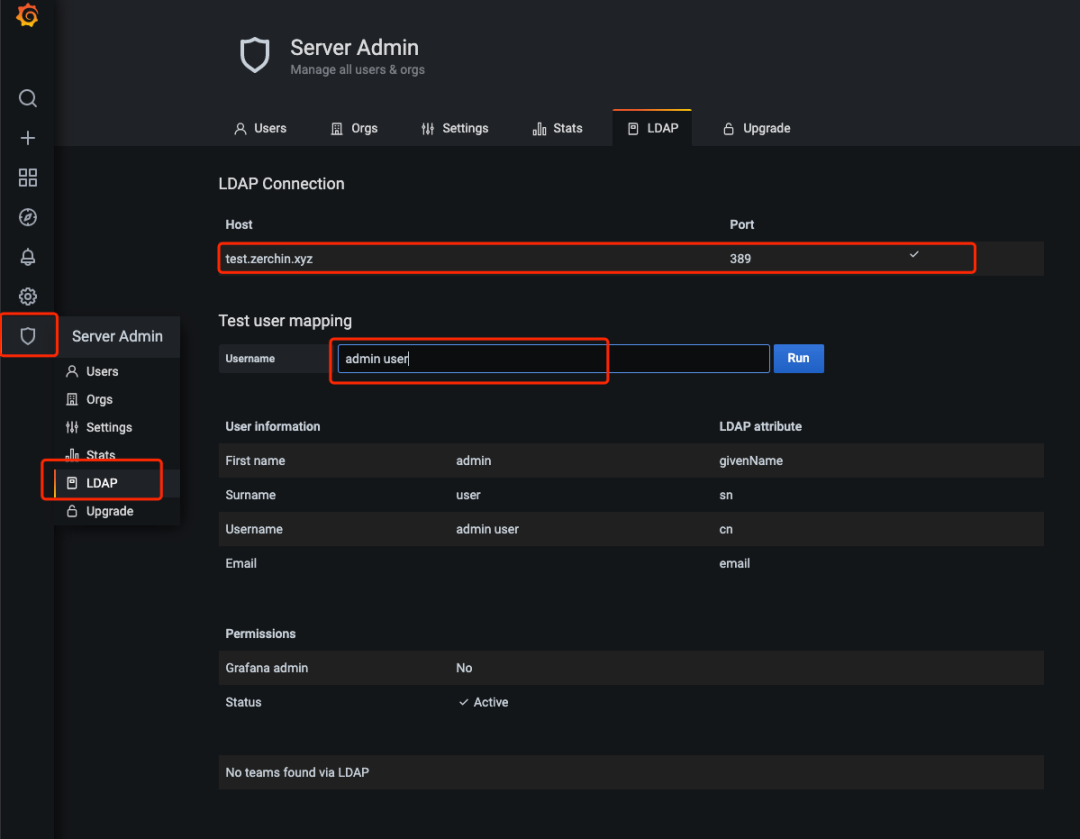 Server Admin
Manage all users & orgs
Users Orgs Settings Stats LDAP Upgrade
LDAP Connection
Host Port
test.zerchin.xyz 389
Test user mapping
Username admin user Run
Server Admin
Users
Orgs
Settings
Stats
LDAP
Upgrade
User information LDAP attribute
First name admin givenName
Surname user sn
Username admin user cn
Email email
Permissions
Grafana admin No
Status Active
No teams found via LDAP